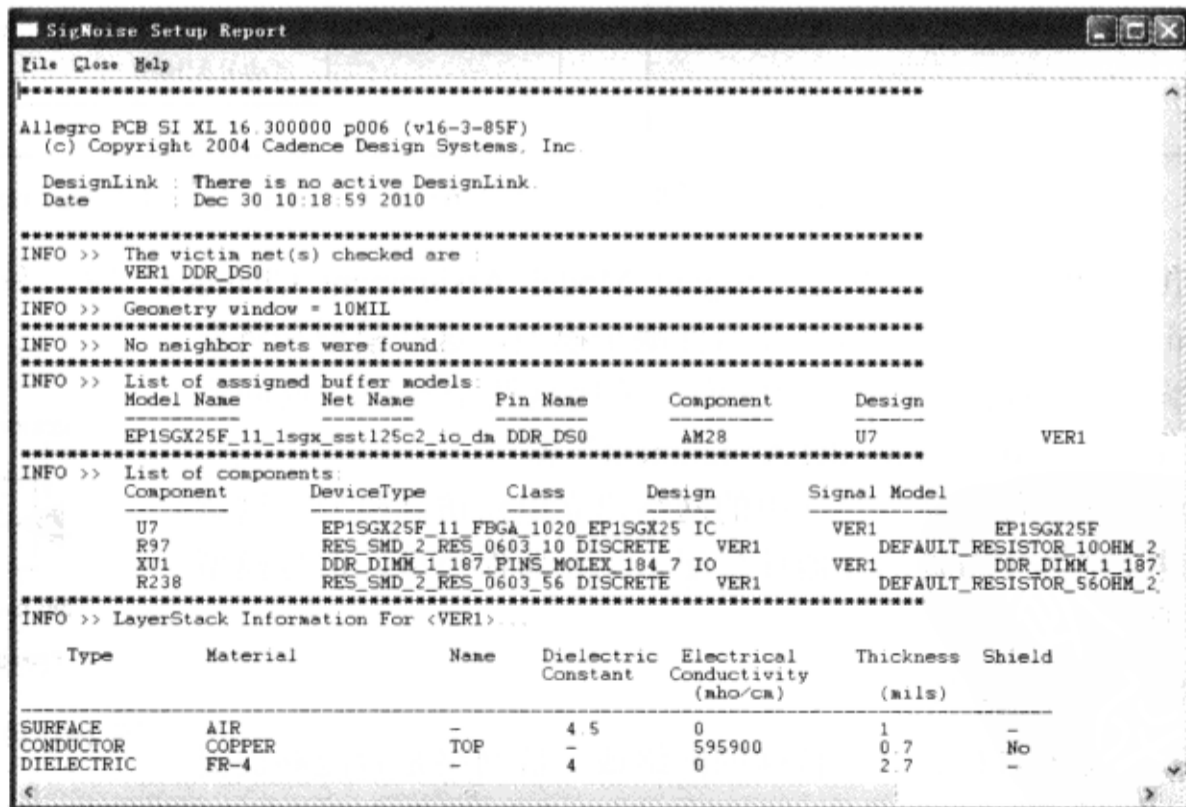 SigNoise Setup Report
File Close Help
********************************************************************************
Allegro PCB SI XL 16.300000 p006 (v16-3-85F)
(c) Copyright 2004 Cadence Design Systems, Inc.
DesignLink : There is no active DesignLink.
Date : Dec 30 10:18:59 2010
********************************************************************************
INFO >> The victim net(s) checked are :
VER1 DDR_DS0
********************************************************************************
INFO >> Geometry window = 10MIL
********************************************************************************
INFO >> No neighbor nets were found.
********************************************************************************
INFO >> List of assigned buffer models:
Model Name Net Name Pin Name Component Design
---------- -------- -------- --------- ------
EP1SGX25F_11_1sgx_sstl25c2_io_dm DDR_DS0 AM28 U7 VER1
********************************************************************************
INFO >> List of components:
Component DeviceType Class Design Signal Model
--------- ---------- ----- ------ ------------
U7 EP1SGX25F_11_FBGA_1020_EP1SGX25 IC VER1 EP1SGX25F
R97 RES_SMD_2_RES_0603_10 DISCRETE VER1 DEFAULT_RESISTOR_10OHM_2_
XU1 DDR_DIMM_1_187_PINS_MOLEX_184_7 IO VER1 DDR_DIMM_1_187
R238 RES_SMD_2_RES_0603_56 DISCRETE VER1 DEFAULT_RESISTOR_56OHM_2_
********************************************************************************
INFO >> LayerStack Information For <VER1>...
Type Material Name Dielectric Electrical Thickness Shield
Constant Conductivity
(mho/cm) (mils)
--------------------------------------------------------------------------------
SURFACE AIR - 4.5 0 1 -
CONDUCTOR COPPER TOP - 595900 0.7 No
DIELECTRIC FR-4 - 4 0 2.7 -